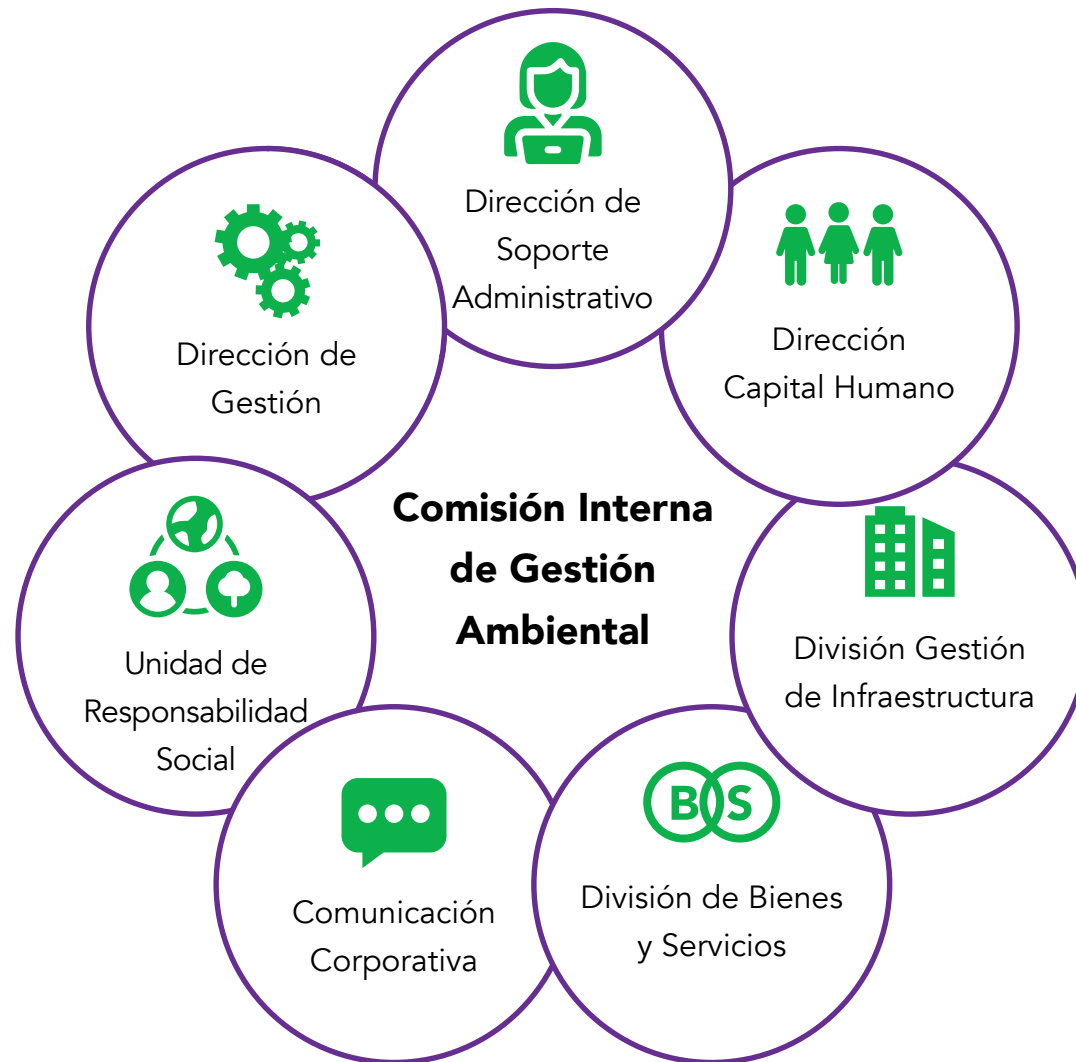 Dirección de
Soporte
Administrativo
Dirección
Capital Humano
Dirección de
Gestión
Comisión Interna
de Gestión
Ambiental
División Gestión
de Infraestructura
Unidad de
Responsabilidad
Social
B S
División de Bienes
y Servicios
Comunicación
Corporativa